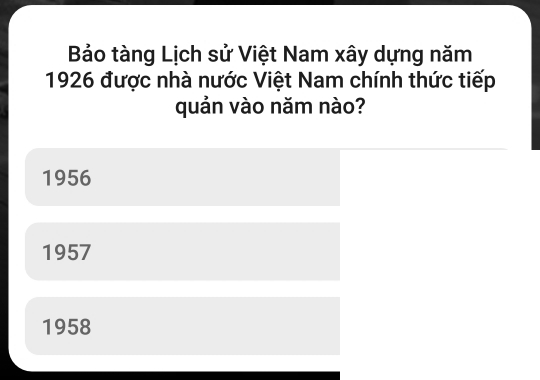 Bảo tàng Lịch sử Việt Nam xây dựng năm
1926 được nhà nước Việt Nam chính thức tiếp
quản vào năm nào?
1956
1957
1958